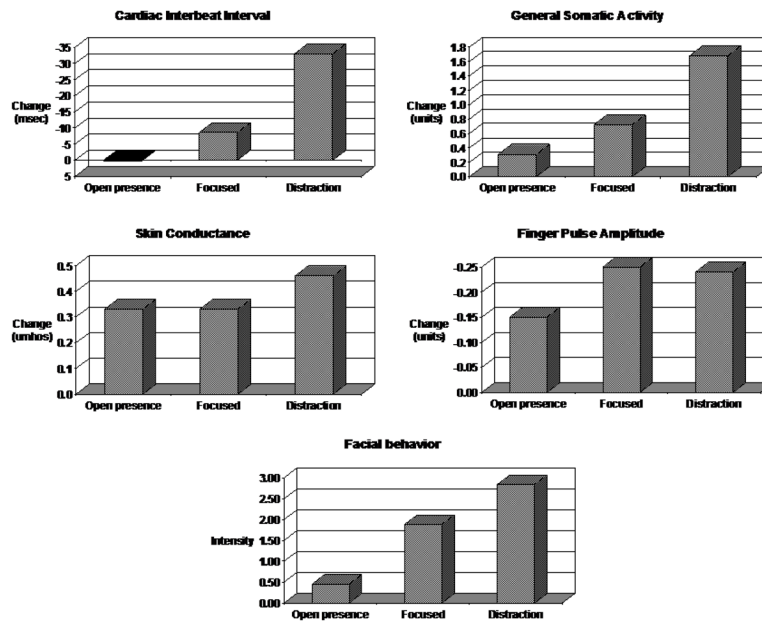 Cardiac Interbeat Interval
-35
-30
-25
-20
-15
-10
-5
0
5
Change
(msec)
Open presence Focused Distraction
General Somatic Activity
1.8
1.6
1.4
1.2
1.0
0.8
0.6
0.4
0.2
0.0
Change
(units)
Open presence Focused Distraction
Skin Conductance
0.5
0.4
0.3
0.2
0.1
0.0
Change
(umhos)
Open presence Focused Distraction
Finger Pulse Amplitude
-0.25
-0.20
-0.15
-0.10
-0.05
0.00
Change
(units)
Open presence Focused Distraction
Facial behavior
3.00
2.50
2.00
1.50
1.00
0.50
0.00
Intensity
Open presence Focused Distraction